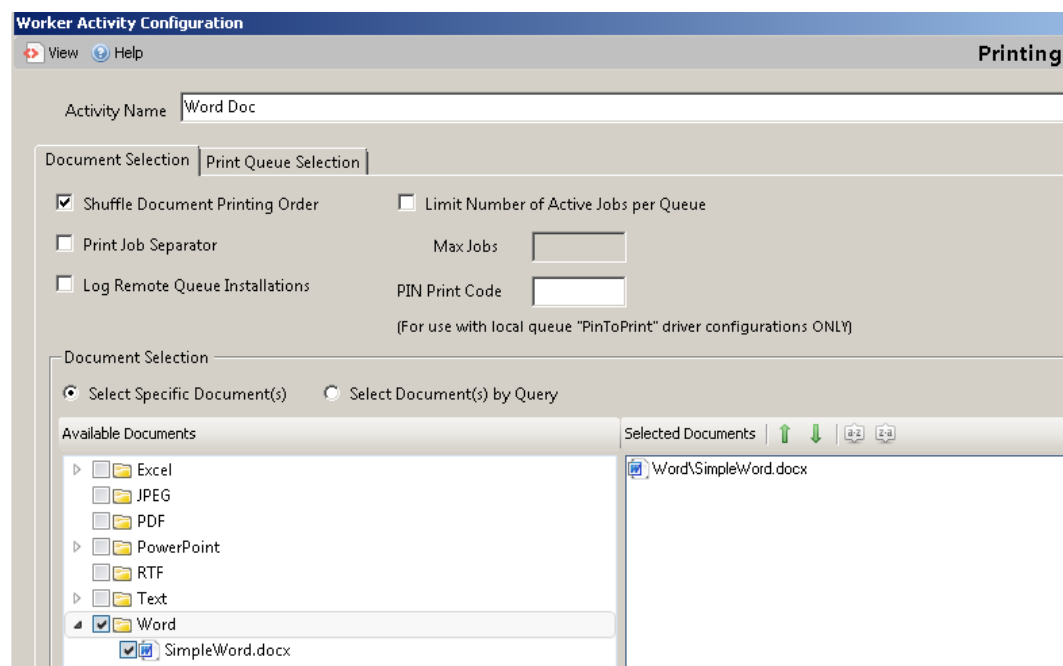 Worker Activity Configuration
View Help Printing
Activity Name Word Doc
Document Selection Print Queue Selection
Shuffle Document Printing Order Limit Number of Active Jobs per Queue
Print Job Separator Max Jobs
Log Remote Queue Installations PIN Print Code
(For use with local queue "PinToPrint" driver configurations ONLY)
Document Selection
Select Specific Document(s) Select Document(s) by Query
Available Documents Selected Documents a-z z-a
Excel Word\SimpleWord.docx
JPEG
PDF
PowerPoint
RTF
Text
Word
SimpleWord.docx